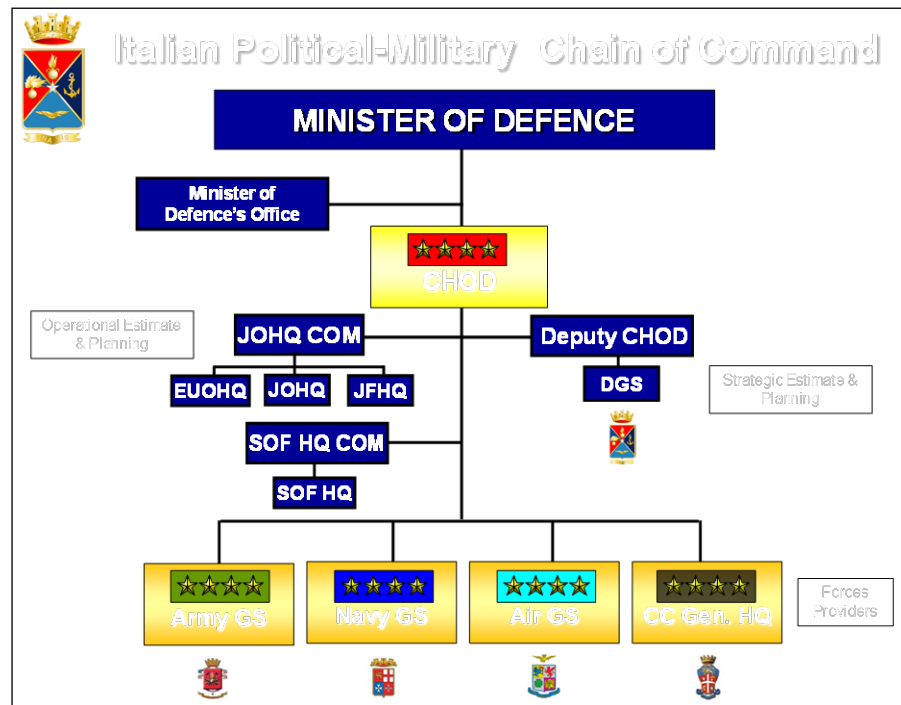 Italian Political-Military Chain of Command
MINISTER OF DEFENCE
Minister of
Defence's Office
CHOD
Operational Estimate
& Planning
JOHQ COM
Deputy CHOD
EUOHQ
JOHQ
JFHQ
DGS
Strategic Estimate &
Planning
SOF HQ COM
SOF HQ
Army GS
Navy GS
Air GS
CC Gen. HQ
Forces
Providers